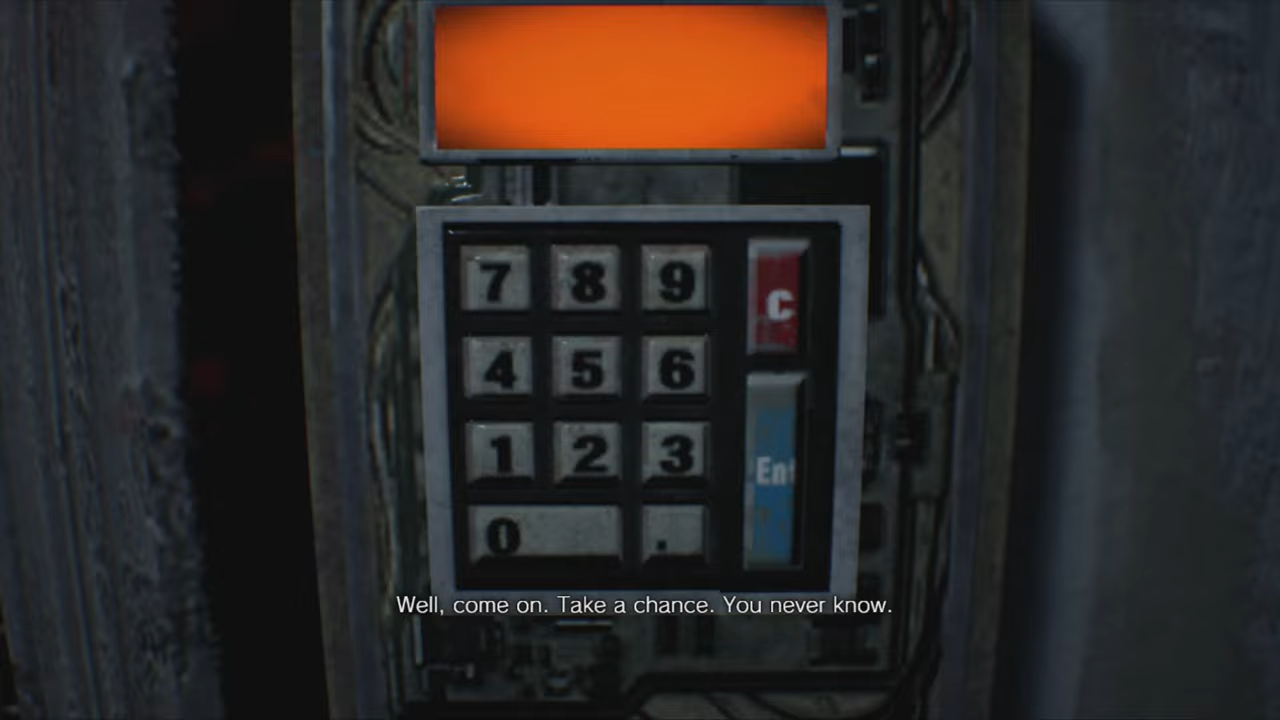 7 8 9 C
4 5 6
1 2 3 Ent
0 .
Well, come on. Take a chance. You never know.